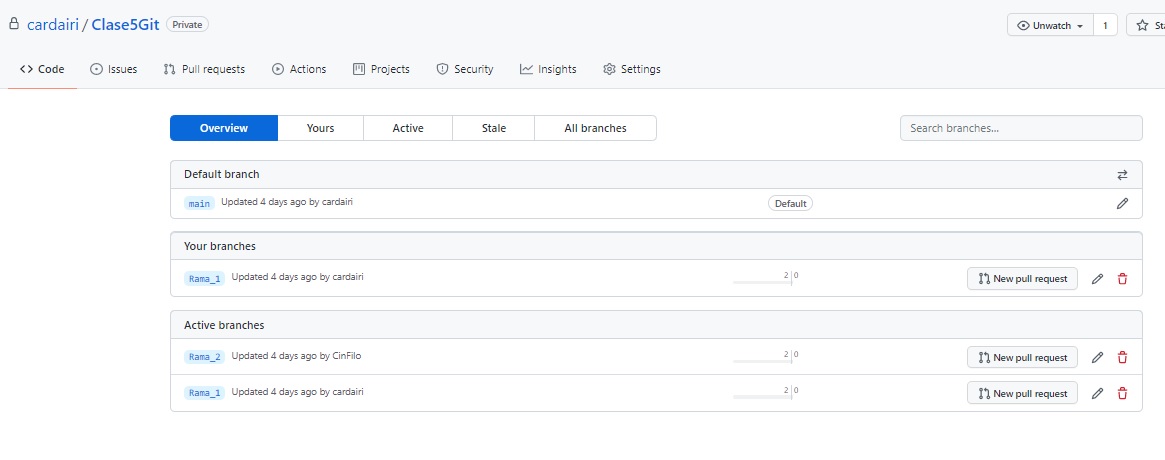 cardairi / Clase5Git Private Unwatch 1 Sta
Code Issues Pull requests Actions Projects Security Insights Settings
Overview Yours Active Stale All branches Search branches...
Default branch
main Updated 4 days ago by cardairi Default
Your branches
Rama_1 Updated 4 days ago by cardairi 2 0 New pull request
Active branches
Rama_2 Updated 4 days ago by CinFilo 2 0 New pull request
Rama_1 Updated 4 days ago by cardairi 2 0 New pull request